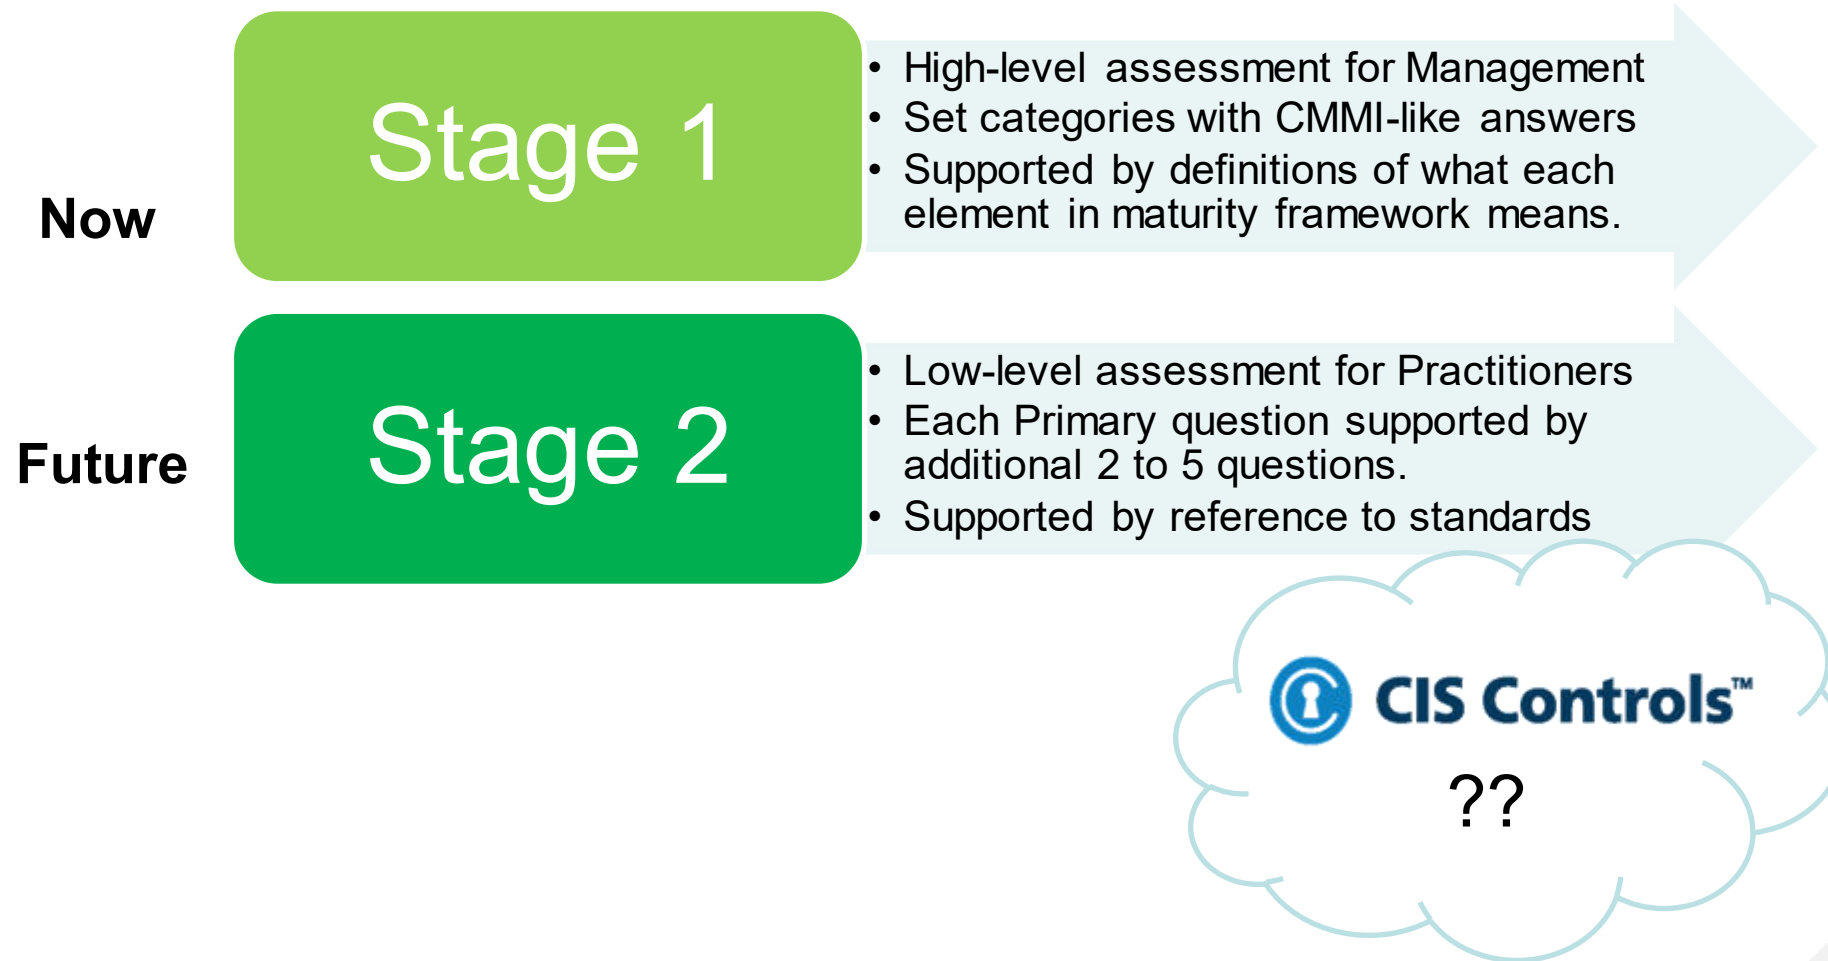 Now
Stage 1
• High-level assessment for Management
• Set categories with CMMI-like answers
• Supported by definitions of what each
element in maturity framework means.
Future
Stage 2
• Low-level assessment for Practitioners
• Each Primary question supported by
additional 2 to 5 questions.
• Supported by reference to standards
CIS Controls™
??